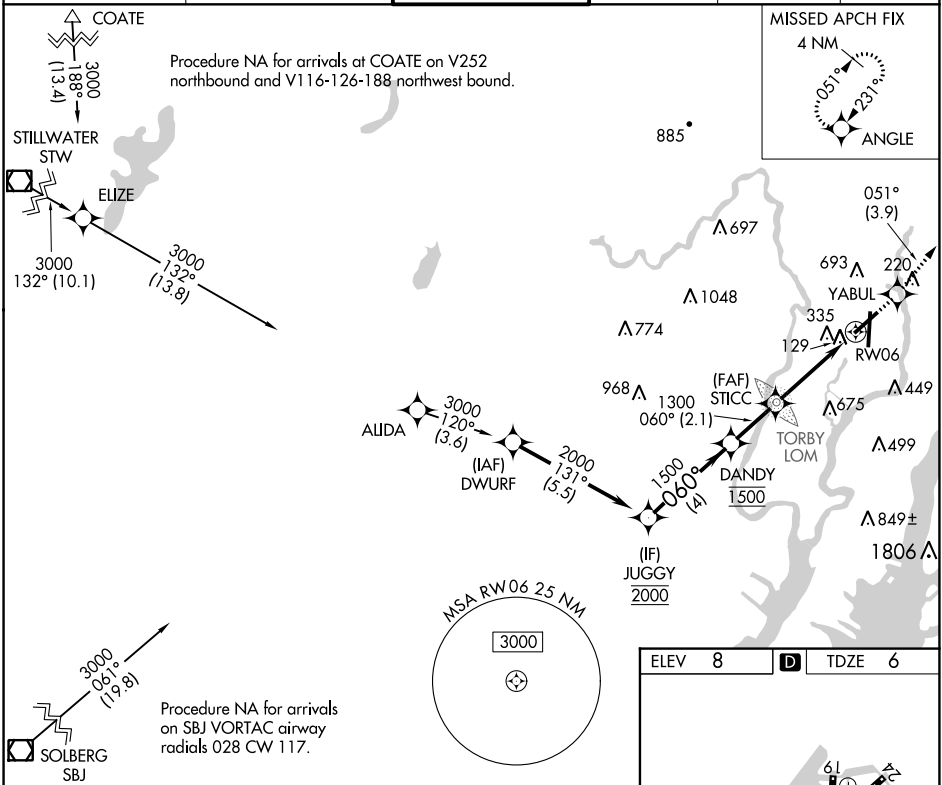 COATE
3000
188°
(13.4)
Procedure NA for arrivals at COATE on V252
northbound and V116-126-188 northwest bound.
MISSED APCH FIX
4 NM
051°
231°
ANGLE
885
STILLWATER
STW
ELIZE
3000
132° (10.1)
3000
132°
(13.8)
051°
(3.9)
697
693
220
YABUL
1048
335
774
129
RW06
968
(FAF)
STICC
449
1300
060° (2.1)
675
ALIDA
3000
120°
(3.6)
TORBY
LOM
499
(IAF)
DWURF
2000
131°
(5.5)
1500
060°
(4)
DANDY
1500
849±
1806
(IF)
JUGGY
2000
MSA RW06 25 NM
3000
3000
061°
(19.8)
SOLBERG
SBJ
Procedure NA for arrivals
on SBJ VORTAC airway
radials 028 CW 117.
ELEV 8
D
TDZE 6
19
24